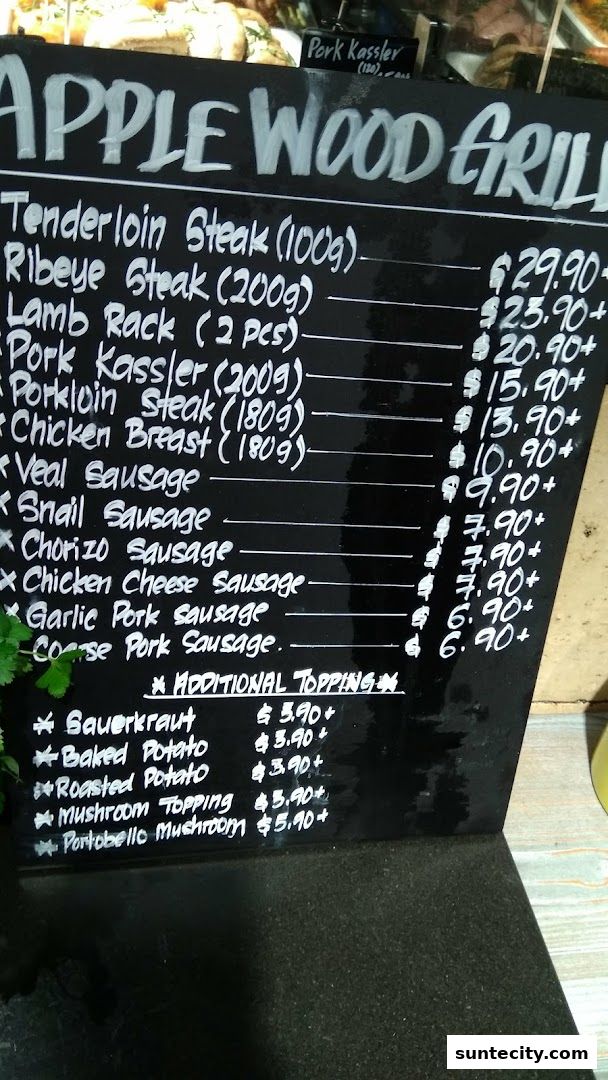 Pork Kassler
APPLE WOOD GRILL
Tenderloin Steak (100g) $29.90+
Ribeye Steak (200g) $23.90+
Lamb Rack (2 pcs) $20.90+
Pork Kassler (200g) $15.90+
Porkloin Steak (180g) $13.90+
Chicken Breast (180g) $10.90+
Veal Sausage $9.90+
x Snail Sausage $7.90+
x Chorizo Sausage $7.90+
x Chicken Cheese Sausage $7.90+
x Garlic Pork Sausage $6.90+
Coarse Pork Sausage. $6.90+
* ADDITIONAL TOPPING *
* Sauerkraut $3.90+
* Baked Potato $3.90+
* Roasted Potato $3.90+
* Mushroom Topping $3.90+
* Portobello Mushroom $5.90+
suntecity.com